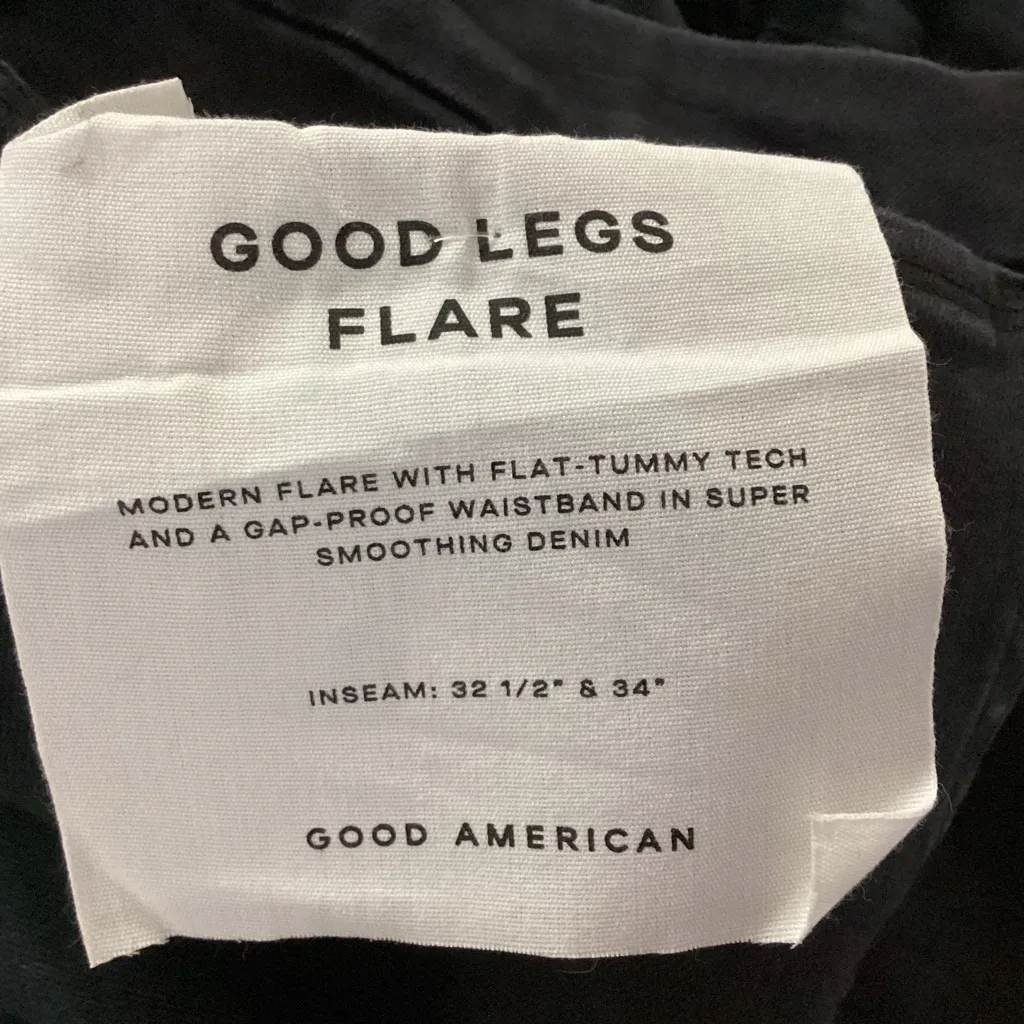 GOOD LEGS
FLARE
MODERN FLARE WITH FLAT-TUMMY TECH
AND A GAP-PROOF WAISTBAND IN SUPER
SMOOTHING DENIM
INSEAM: 32 1/2" & 34"
GOOD AMERICAN